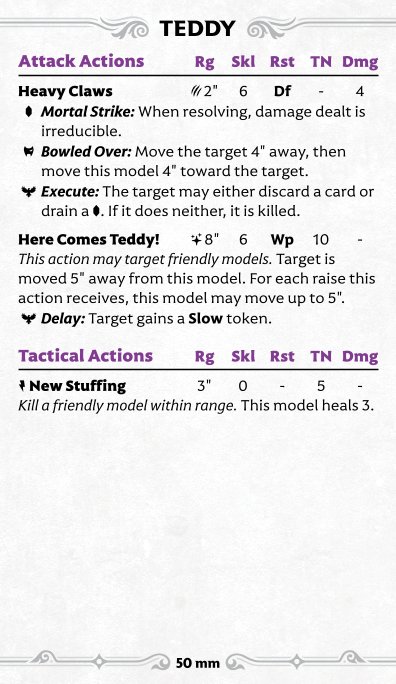 TEDDY
Attack Actions Rg Skl Rst TN Dmg
Heavy Claws 2" 6 Df - 4
Mortal Strike: When resolving, damage dealt is
irreducible.
Bowled Over: Move the target 4" away, then
move this model 4" toward the target.
Execute: The target may either discard a card or
drain a . If it does neither, it is killed.
Here Comes Teddy! 8" 6 Wp 10 -
This action may target friendly models. Target is
moved 5" away from this model. For each raise this
action receives, this model may move up to 5".
Delay: Target gains a Slow token.
Tactical Actions Rg Skl Rst TN Dmg
New Stuffing 3" 0 - 5 -
Kill a friendly model within range. This model heals 3.
50 mm